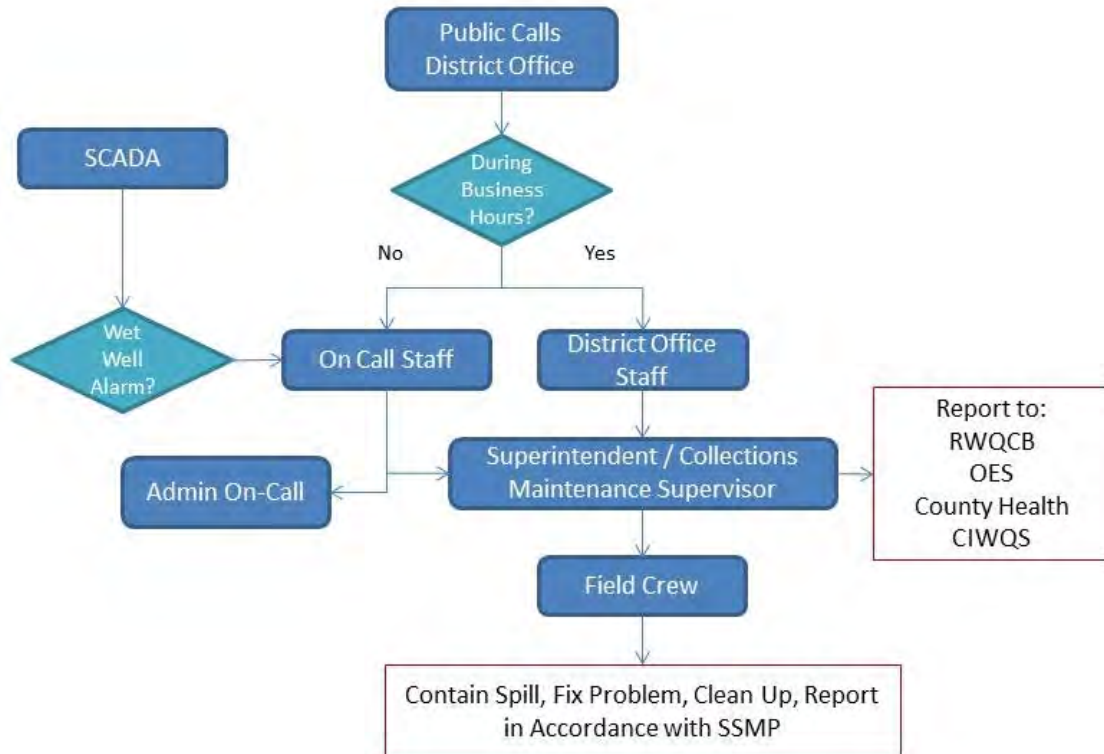 Public Calls
District Office
SCADA
During
Business
Hours?
No
Yes
Wet
Well
Alarm?
On Call Staff
District Office
Staff
Report to:
RWQCB
OES
County Health
CIWQS
Superintendent / Collections
Maintenance Supervisor
Admin On-Call
Field Crew
Contain Spill, Fix Problem, Clean Up, Report
in Accordance with SSMP